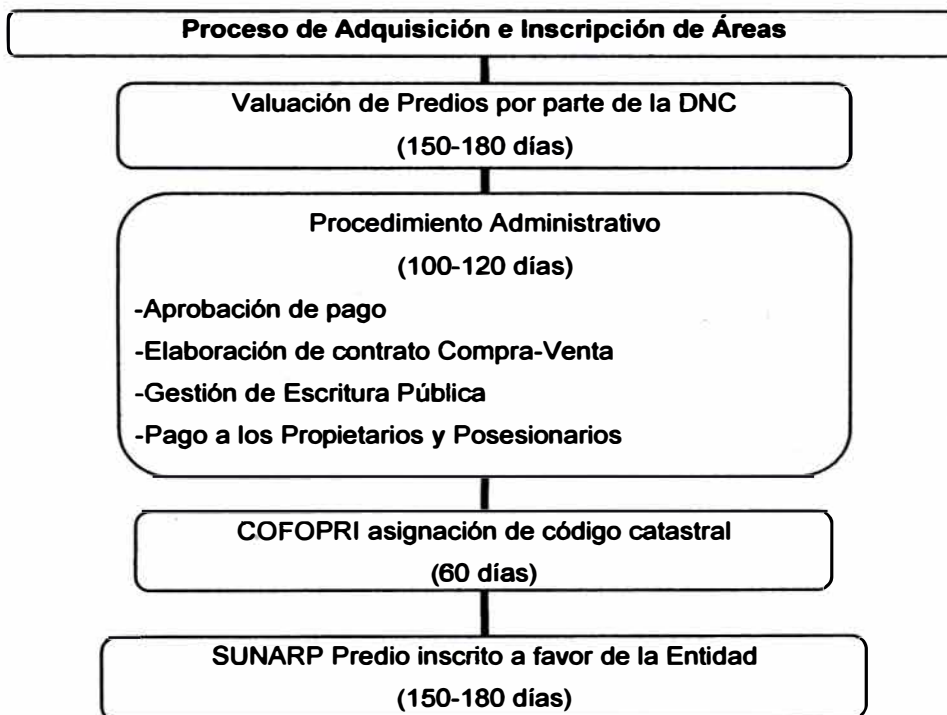 Proceso de Adquisición e Inscripción de Áreas
Valuación de Predios por parte de la DNC
(150-180 días)
Procedimiento Administrativo
(100-120 días)
-Aprobación de pago
-Elaboración de contrato Compra-Venta
-Gestión de Escritura Pública
-Pago a los Propietarios y Posesionarios
COFOPRI asignación de código catastral
(60 días)
SUNARP Predio inscrito a favor de la Entidad
(150-180 días)